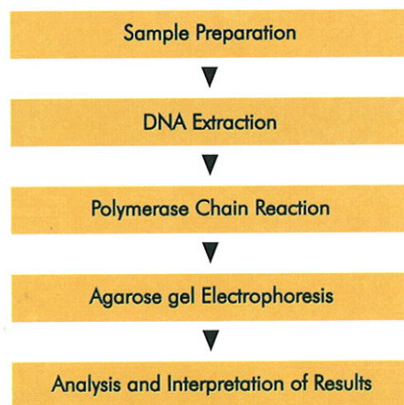 Sample Preparation
DNA Extraction
Polymerase Chain Reaction
Agarose gel Electrophoresis
Analysis and Interpretation of Results